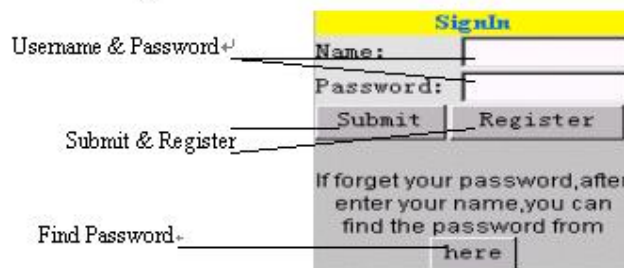 SignIn
Username & Password
Name:
Password:
Submit Register
Submit & Register
If forget your password,after
enter your name,you can
find the password from
Find Password
here